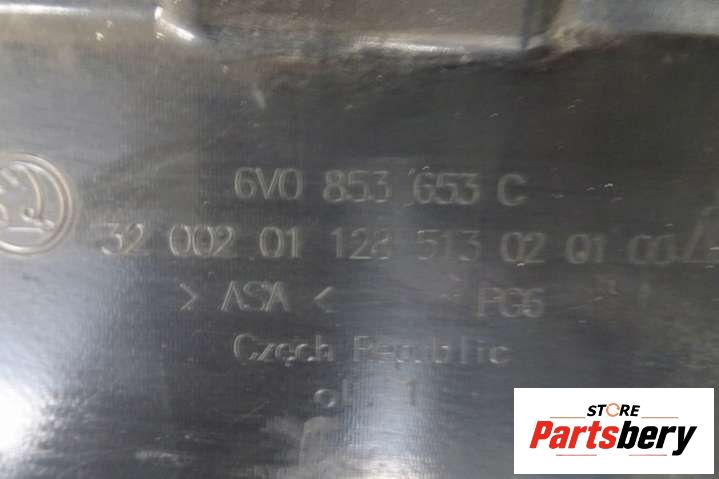 6V0 853 653 C
32 002 01 128 513 02 01 00
> ASA < PG6
Czech Republic
STORE
Partsbery